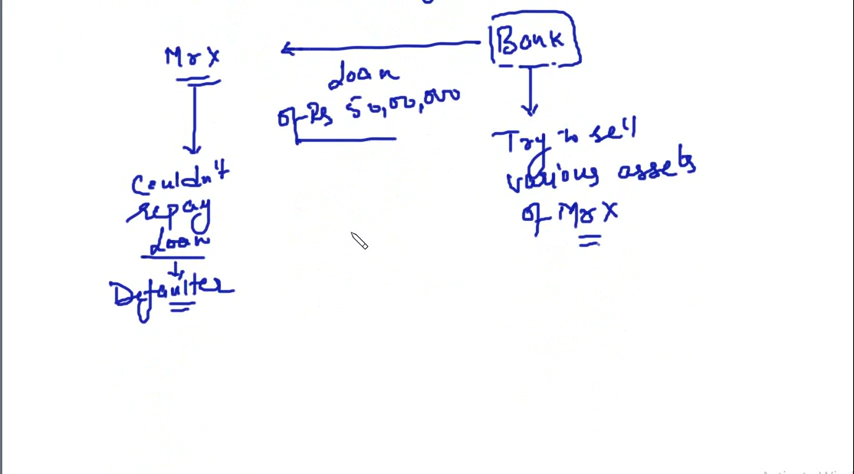 Bank
Mr X
Loan
of Rs 50,00,000
Try to sell
various assets
of Mr X
Couldn't
repay
Loan
Defaulter